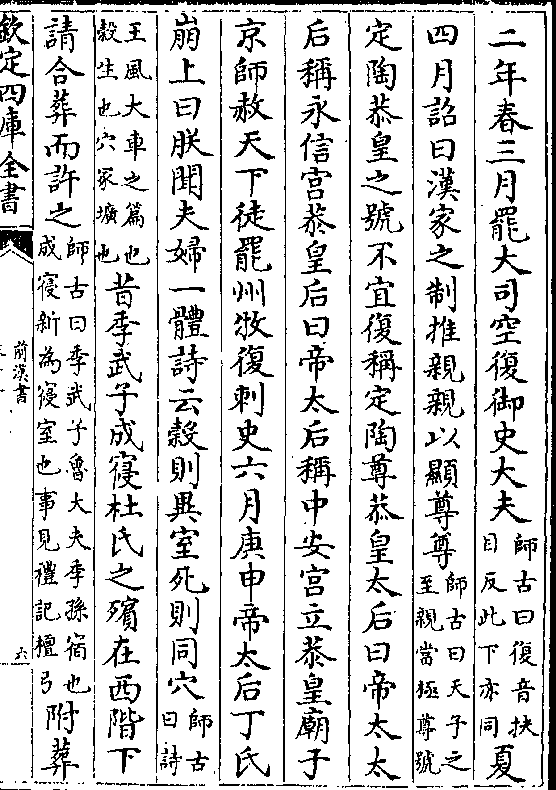 二年春三月罷大司空復御史大夫師古曰復音扶目反此下亦同夏
四月詔曰漢家之制推親親以顯尊尊師古曰天子之至親當極尊號
定陶恭皇之號不宜復稱定陶尊恭皇太后曰帝太太
后稱永信宮恭皇后曰帝太后稱中安宮立恭皇廟于
京師赦天下徒罷州牧復刺史六月庚申帝太后丁氏
崩上曰朕聞夫婦一體詩云穀則異室死則同穴師古曰詩
王風大車之篇也穀生也穴冢壙也昔季武子成寑杜氏之殯在西階下
請合葬而許之師古曰季武子魯大夫季孫宿也成寑新為寑室也事見禮記檀弓附葬
欽定四庫全書
前漢書
六